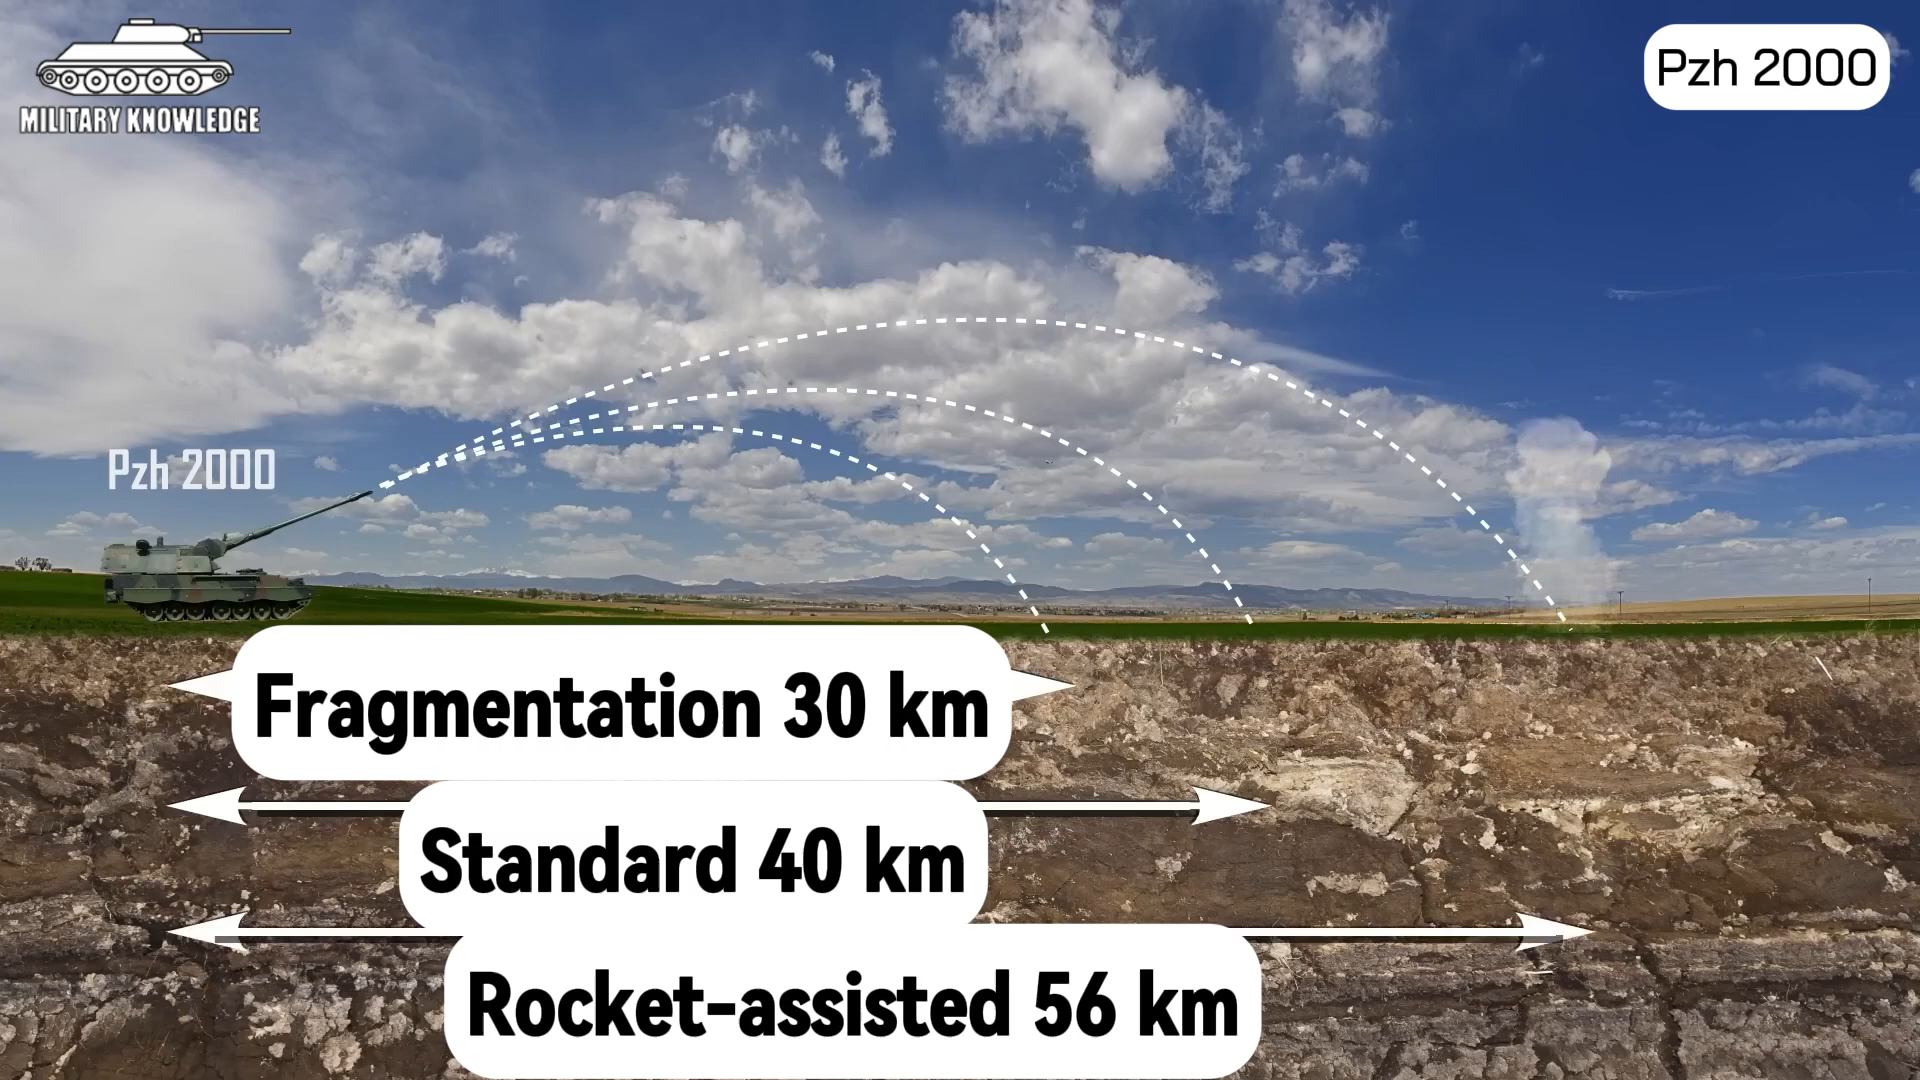 MILITARY KNOWLEDGE
Pzh 2000
Pzh 2000
Fragmentation 30 km
Standard 40 km
Rocket-assisted 56 km